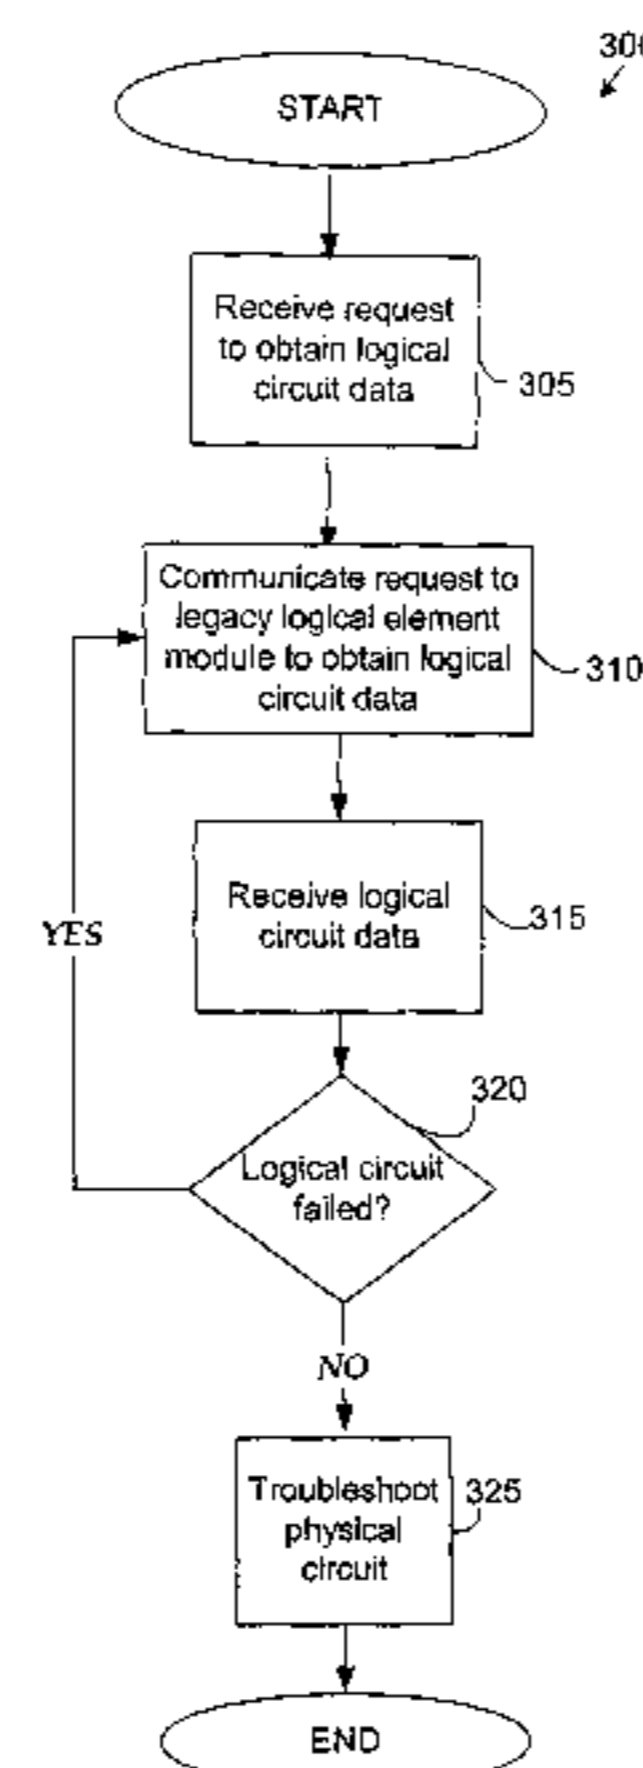 START
Receive request
to obtain logical
circuit data
305
Communicate request to
legacy logical element
module to obtain logical
circuit data
310
Receive logical
circuit data
315
YES
320
Logical circuit
failed?
NO
Troubleshoot
physical
circuit
325
END